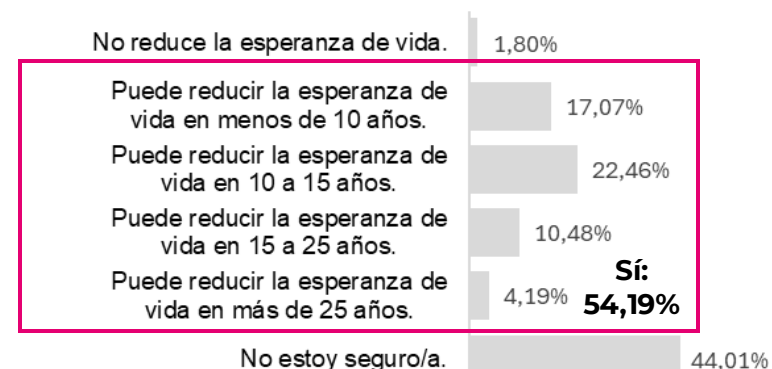 No reduce la esperanza de vida.
1,80%
Puede reducir la esperanza de
vida en menos de 10 años.
17,07%
Puede reducir la esperanza de
vida en 10 a 15 años.
22,46%
Puede reducir la esperanza de
vida en 15 a 25 años.
10,48%
Puede reducir la esperanza de
vida en más de 25 años.
4,19%
Sí:
54,19%
No estoy seguro/a.
44,01%